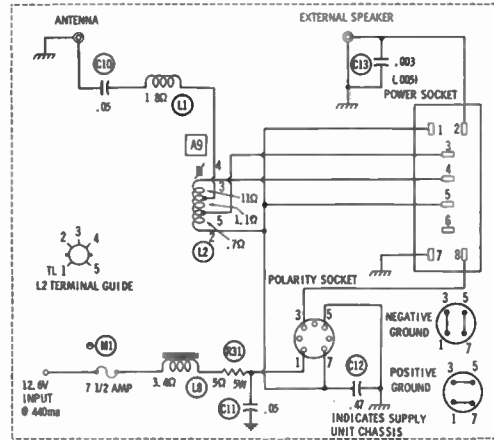 ANTENNA
EXTERNAL SPEAKER
C10
.05
1 8Ω
L1
C13
.003
(.005)
POWER SOCKET
1 2
3
4
5
6
7 8
A9
4
3
11Ω
1.1Ω
5
.7Ω
2
L2
2 3 4
TL 1 5
L2 TERMINAL GUIDE
POLARITY SOCKET
3 5
1 7
3 5
NEGATIVE
GROUND
1 7
M1
12.6V
INPUT
@ 440ma
7 1/2 AMP
3.4Ω
L8
R31
5Ω
5W
C11
.05
C12
.47
3 5
POSITIVE
GROUND
1 7
INDICATES SUPPLY
UNIT CHASSIS